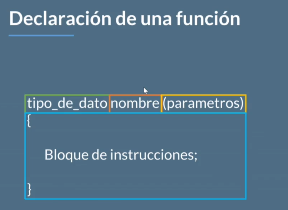 Declaración de una función
tipo_de_dato nombre (parametros)
{
Bloque de instrucciones;
}